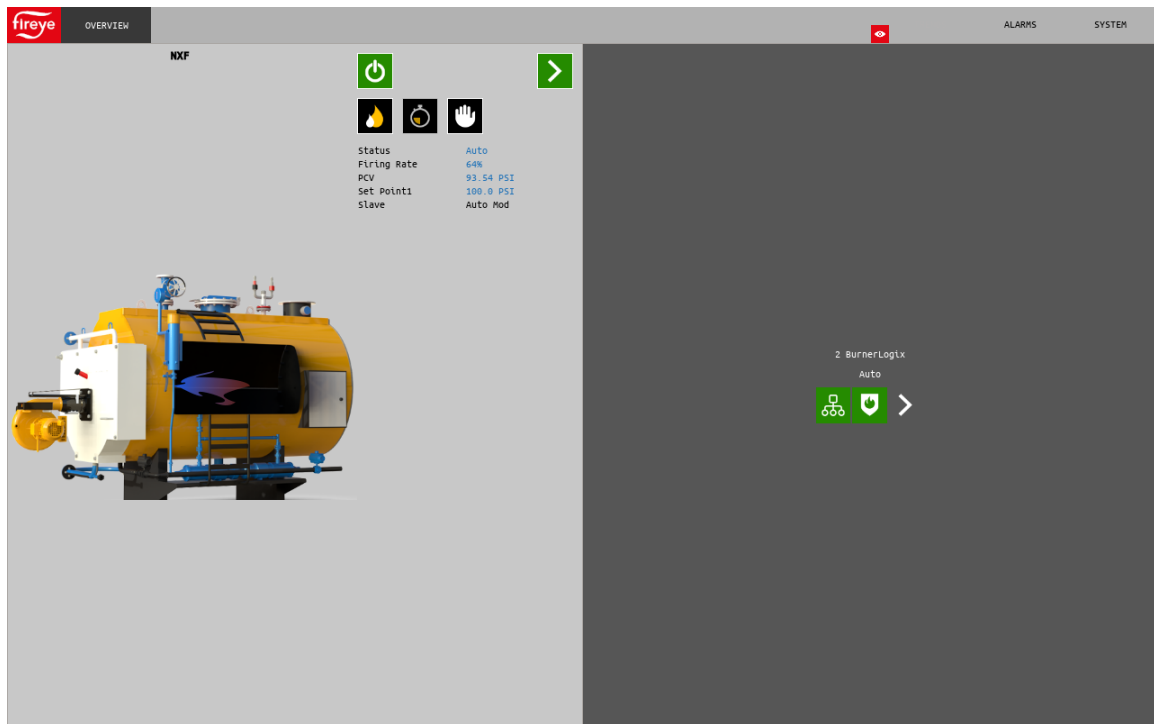 fireye
OVERVIEW
ALARMS
SYSTEM
NXF
Status Auto
Firing Rate 64%
PCV 93.54 PSI
Set Point1 100.0 PSI
Slave Auto Mod
2 BurnerLogix
Auto